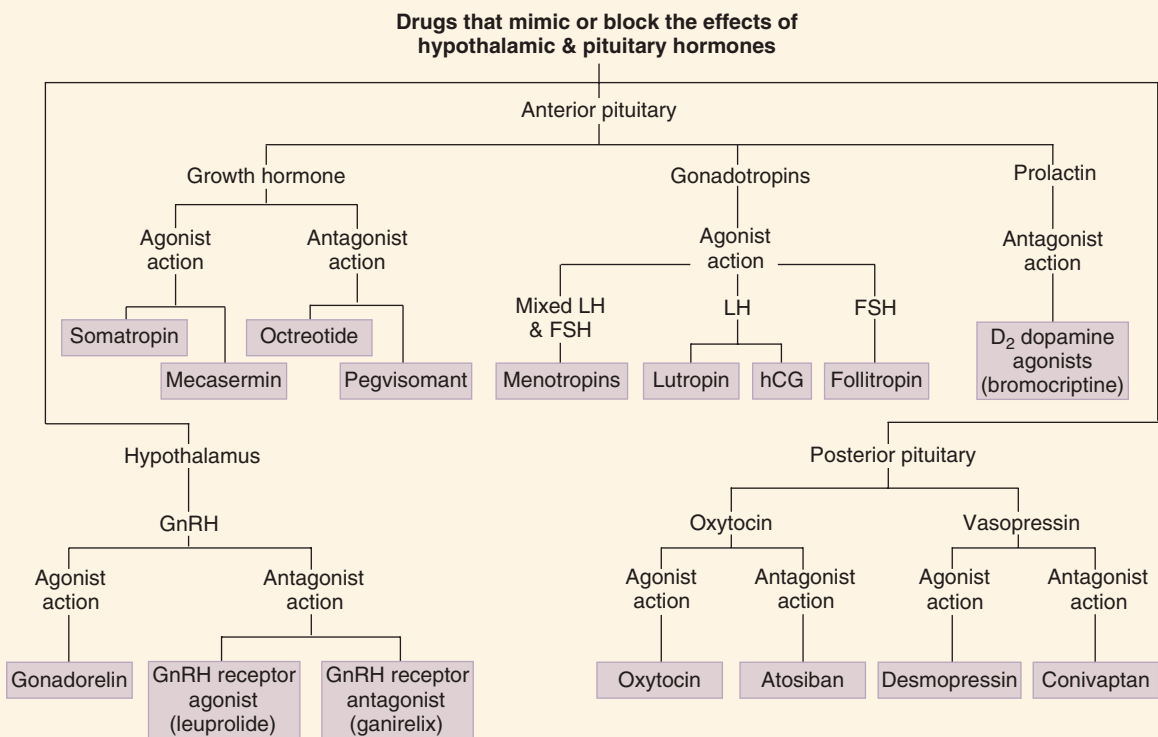 Drugs that mimic or block the effects of
hypothalamic & pituitary hormones
Anterior pituitary
Growth hormone
Gonadotropins
Prolactin
Agonist
action
Antagonist
action
Agonist
action
Antagonist
action
Mixed LH
& FSH
LH
FSH
Somatropin
Mecasermin
Octreotide
Pegvisomant
Menotropins
Lutropin
hCG
Follitropin
D₂ dopamine
agonists
(bromocriptine)
Hypothalamus
GnRH
Agonist
action
Antagonist
action
Gonadorelin
GnRH receptor
agonist
(leuprolide)
GnRH receptor
antagonist
(ganirelix)
Posterior pituitary
Oxytocin
Vasopressin
Agonist
action
Antagonist
action
Agonist
action
Antagonist
action
Oxytocin
Atosiban
Desmopressin
Conivaptan